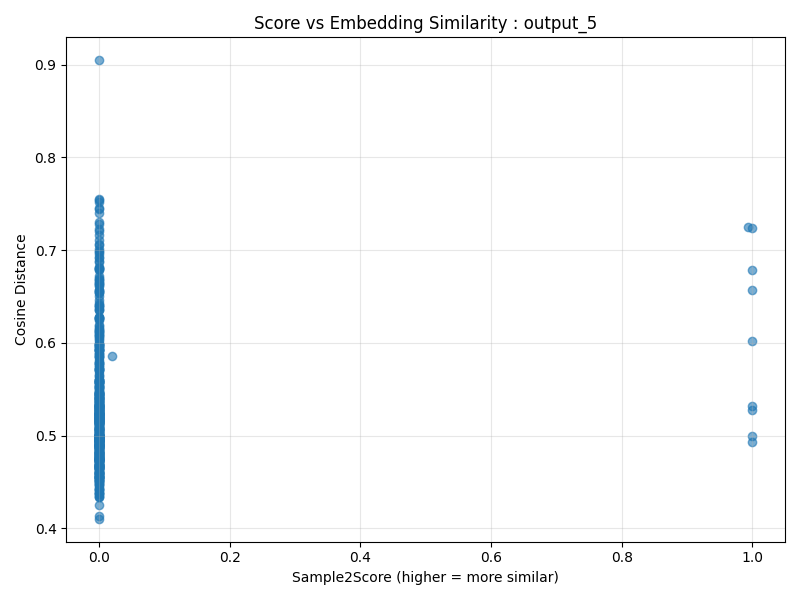 Score vs Embedding Similarity : output_5
Cosine Distance
0.9
0.8
0.7
0.6
0.5
0.4
0.0 0.2 0.4 0.6 0.8 1.0
Sample2Score (higher = more similar)